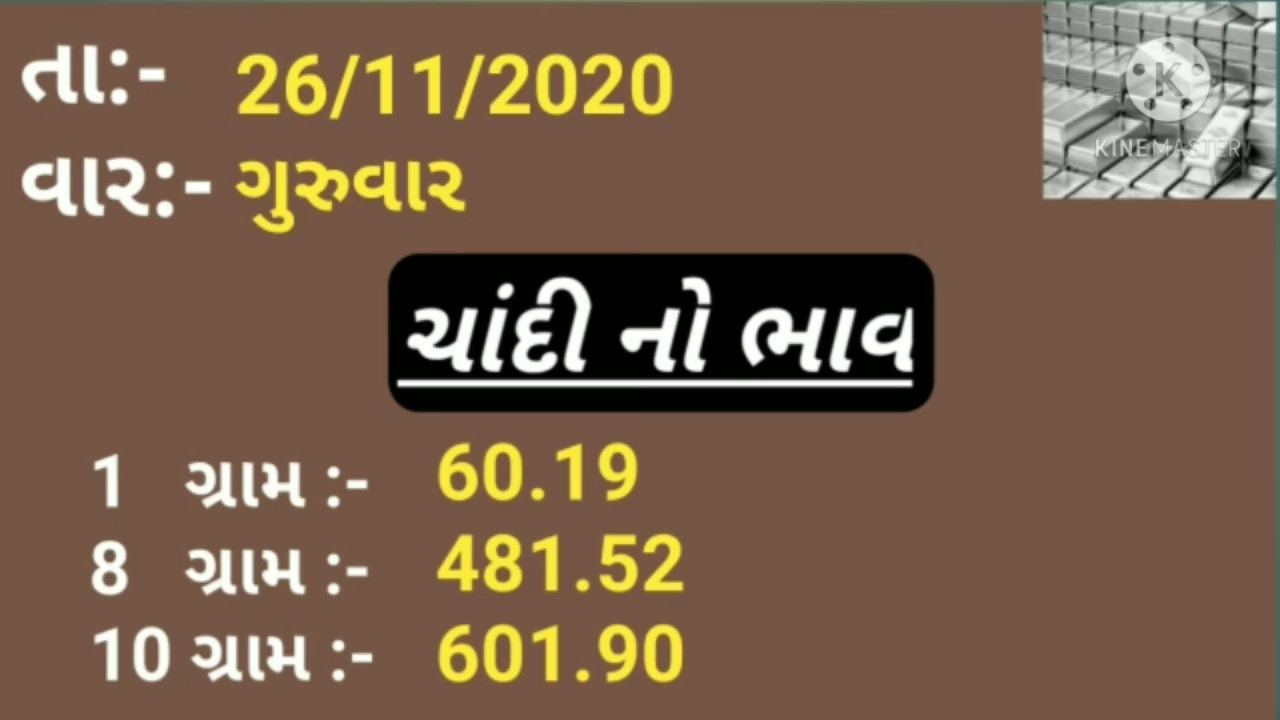 તા:- 26/11/2020
KINEMASTER
વાર:- ગુરુવાર
ચાંદી નો ભાવ
1 ગ્રામ :- 60.19
8 ગ્રામ :- 481.52
10 ગ્રામ :- 601.90